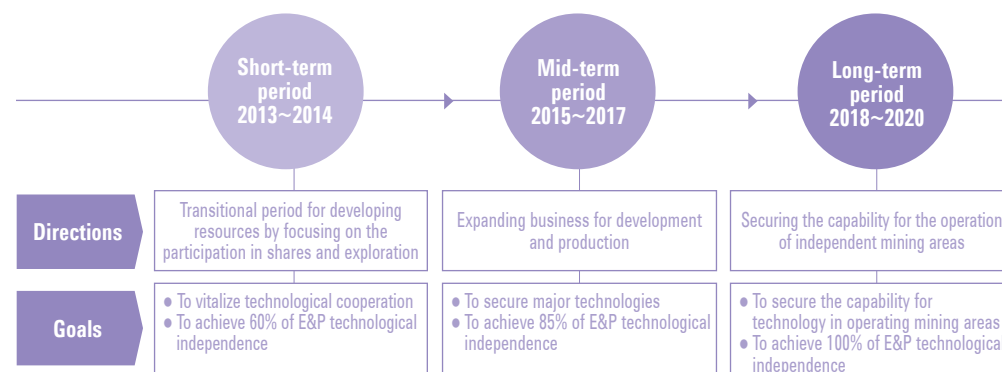 Short-term
period
2013~2014
Mid-term
period
2015~2017
Long-term
period
2018~2020
Directions
Transitional period for developing
resources by focusing on the
participation in shares and exploration
Expanding business for development
and production
Securing the capability for the operation
of independent mining areas
Goals
● To vitalize technological cooperation
● To achieve 60% of E&P technological
independence
● To secure major technologies
● To achieve 85% of E&P technological
independence
● To secure the capability for
technology in operating mining areas
● To achieve 100% of E&P technological
independence